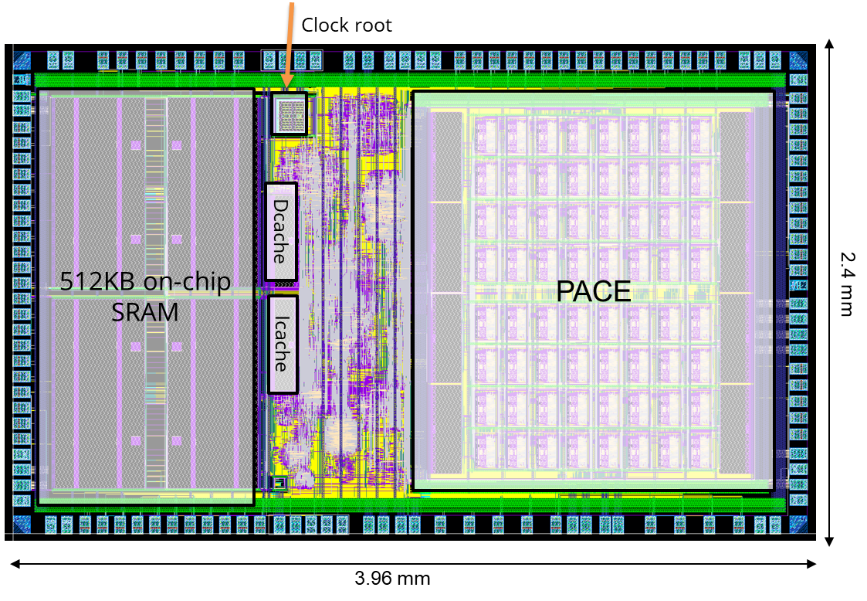 Clock root
Dcache
512KB on-chip
SRAM
PACE
Icache
2.4 mm
3.96 mm